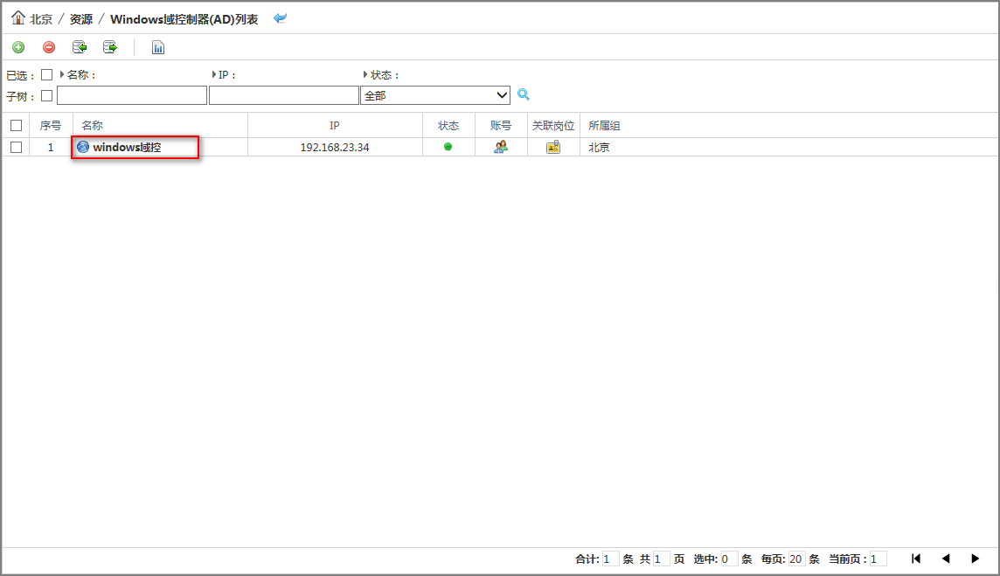 北京 / 资源 / Windows域控制器(AD)列表
已选： 名称： IP： 状态：
子树： 全部
序号 名称 IP 状态 账号 关联岗位 所属组
1 windows域控 192.168.23.34 北京
合计: 1 条 共 1 页 选中: 0 条 每页: 20 条 当前页： 1